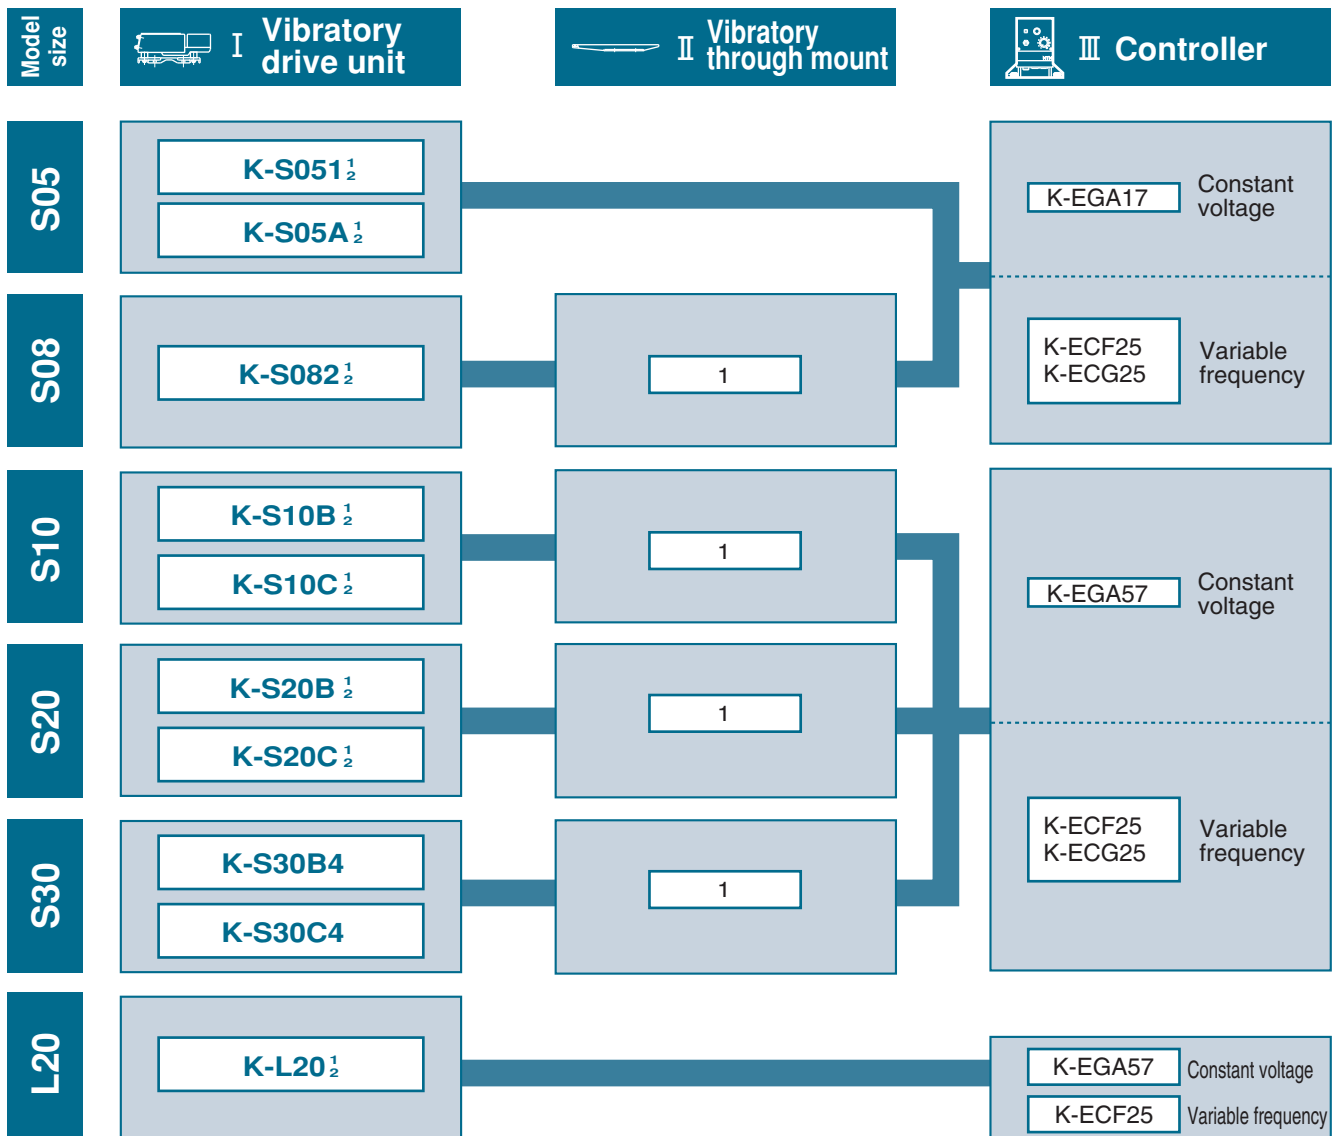 Model size
I Vibratory drive unit
II Vibratory through mount
III Controller
S05
K-S051 1 2
K-S05A 1 2
K-EGA17
Constant voltage
S08
K-S082 1 2
1
K-ECF25
K-ECG25
Variable frequency
S10
K-S10B 1 2
K-S10C 1 2
1
K-EGA57
Constant voltage
S20
K-S20B 1 2
K-S20C 1 2
1
S30
K-S30B4
K-S30C4
1
K-ECF25
K-ECG25
Variable frequency
L20
K-L20 1 2
K-EGA57
Constant voltage
K-ECF25
Variable frequency